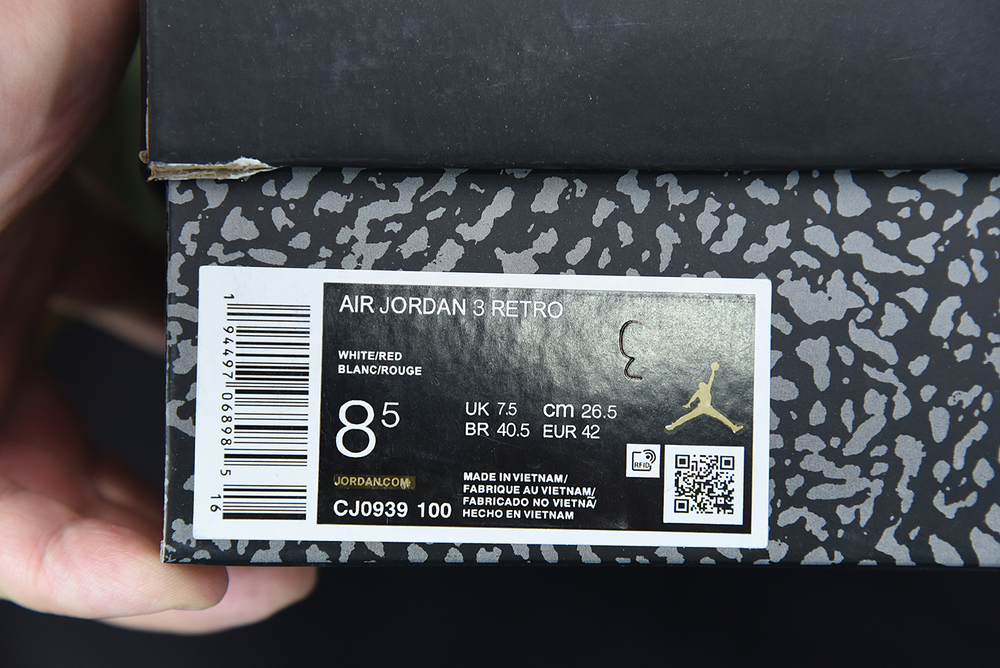 AIR JORDAN 3 RETRO
WHITE/RED
BLANC/ROUGE
8 5
UK 7.5 cm 26.5
BR 40.5 EUR 42
JORDAN.COM
CJ0939 100
MADE IN VIETNAM/
FABRIQUE AU VIETNAM/
FABRICADO NO VIETNÃ/
HECHO EN VIETNAM
RFID
1 94497 06898 5
16